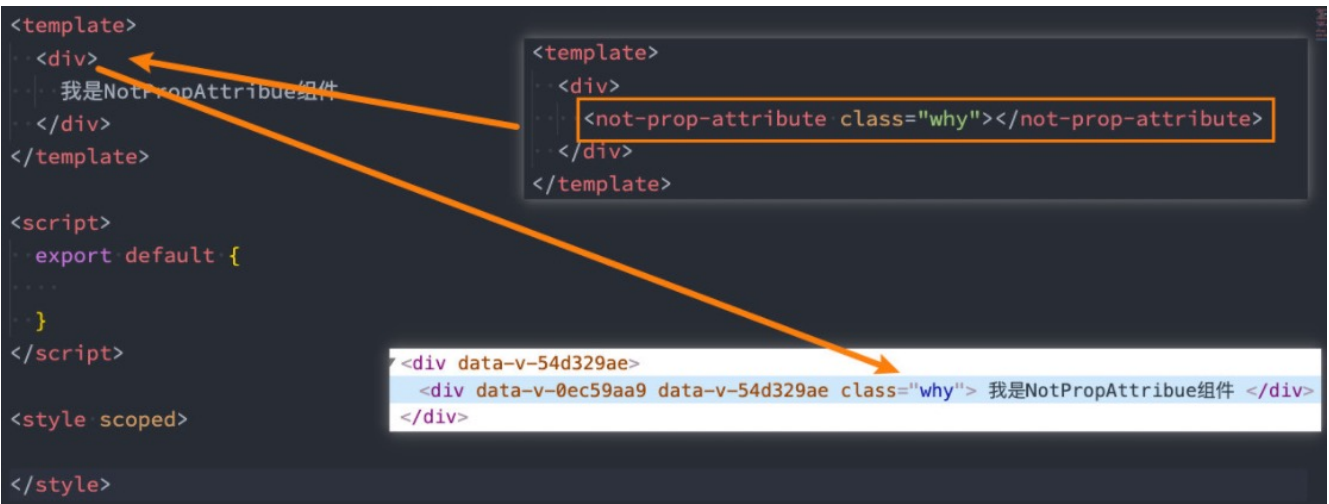 <template>
<div>
我是NotPropAttribue组件
</div>
</template>
<script>
export default {
}
</script>
<style scoped>
</style>
<template>
<div>
<not-prop-attribute class="why"></not-prop-attribute>
</div>
</template>
<div data-v-54d329ae>
<div data-v-0ec59aa9 data-v-54d329ae class="why"> 我是NotPropAttribue组件 </div>
</div>